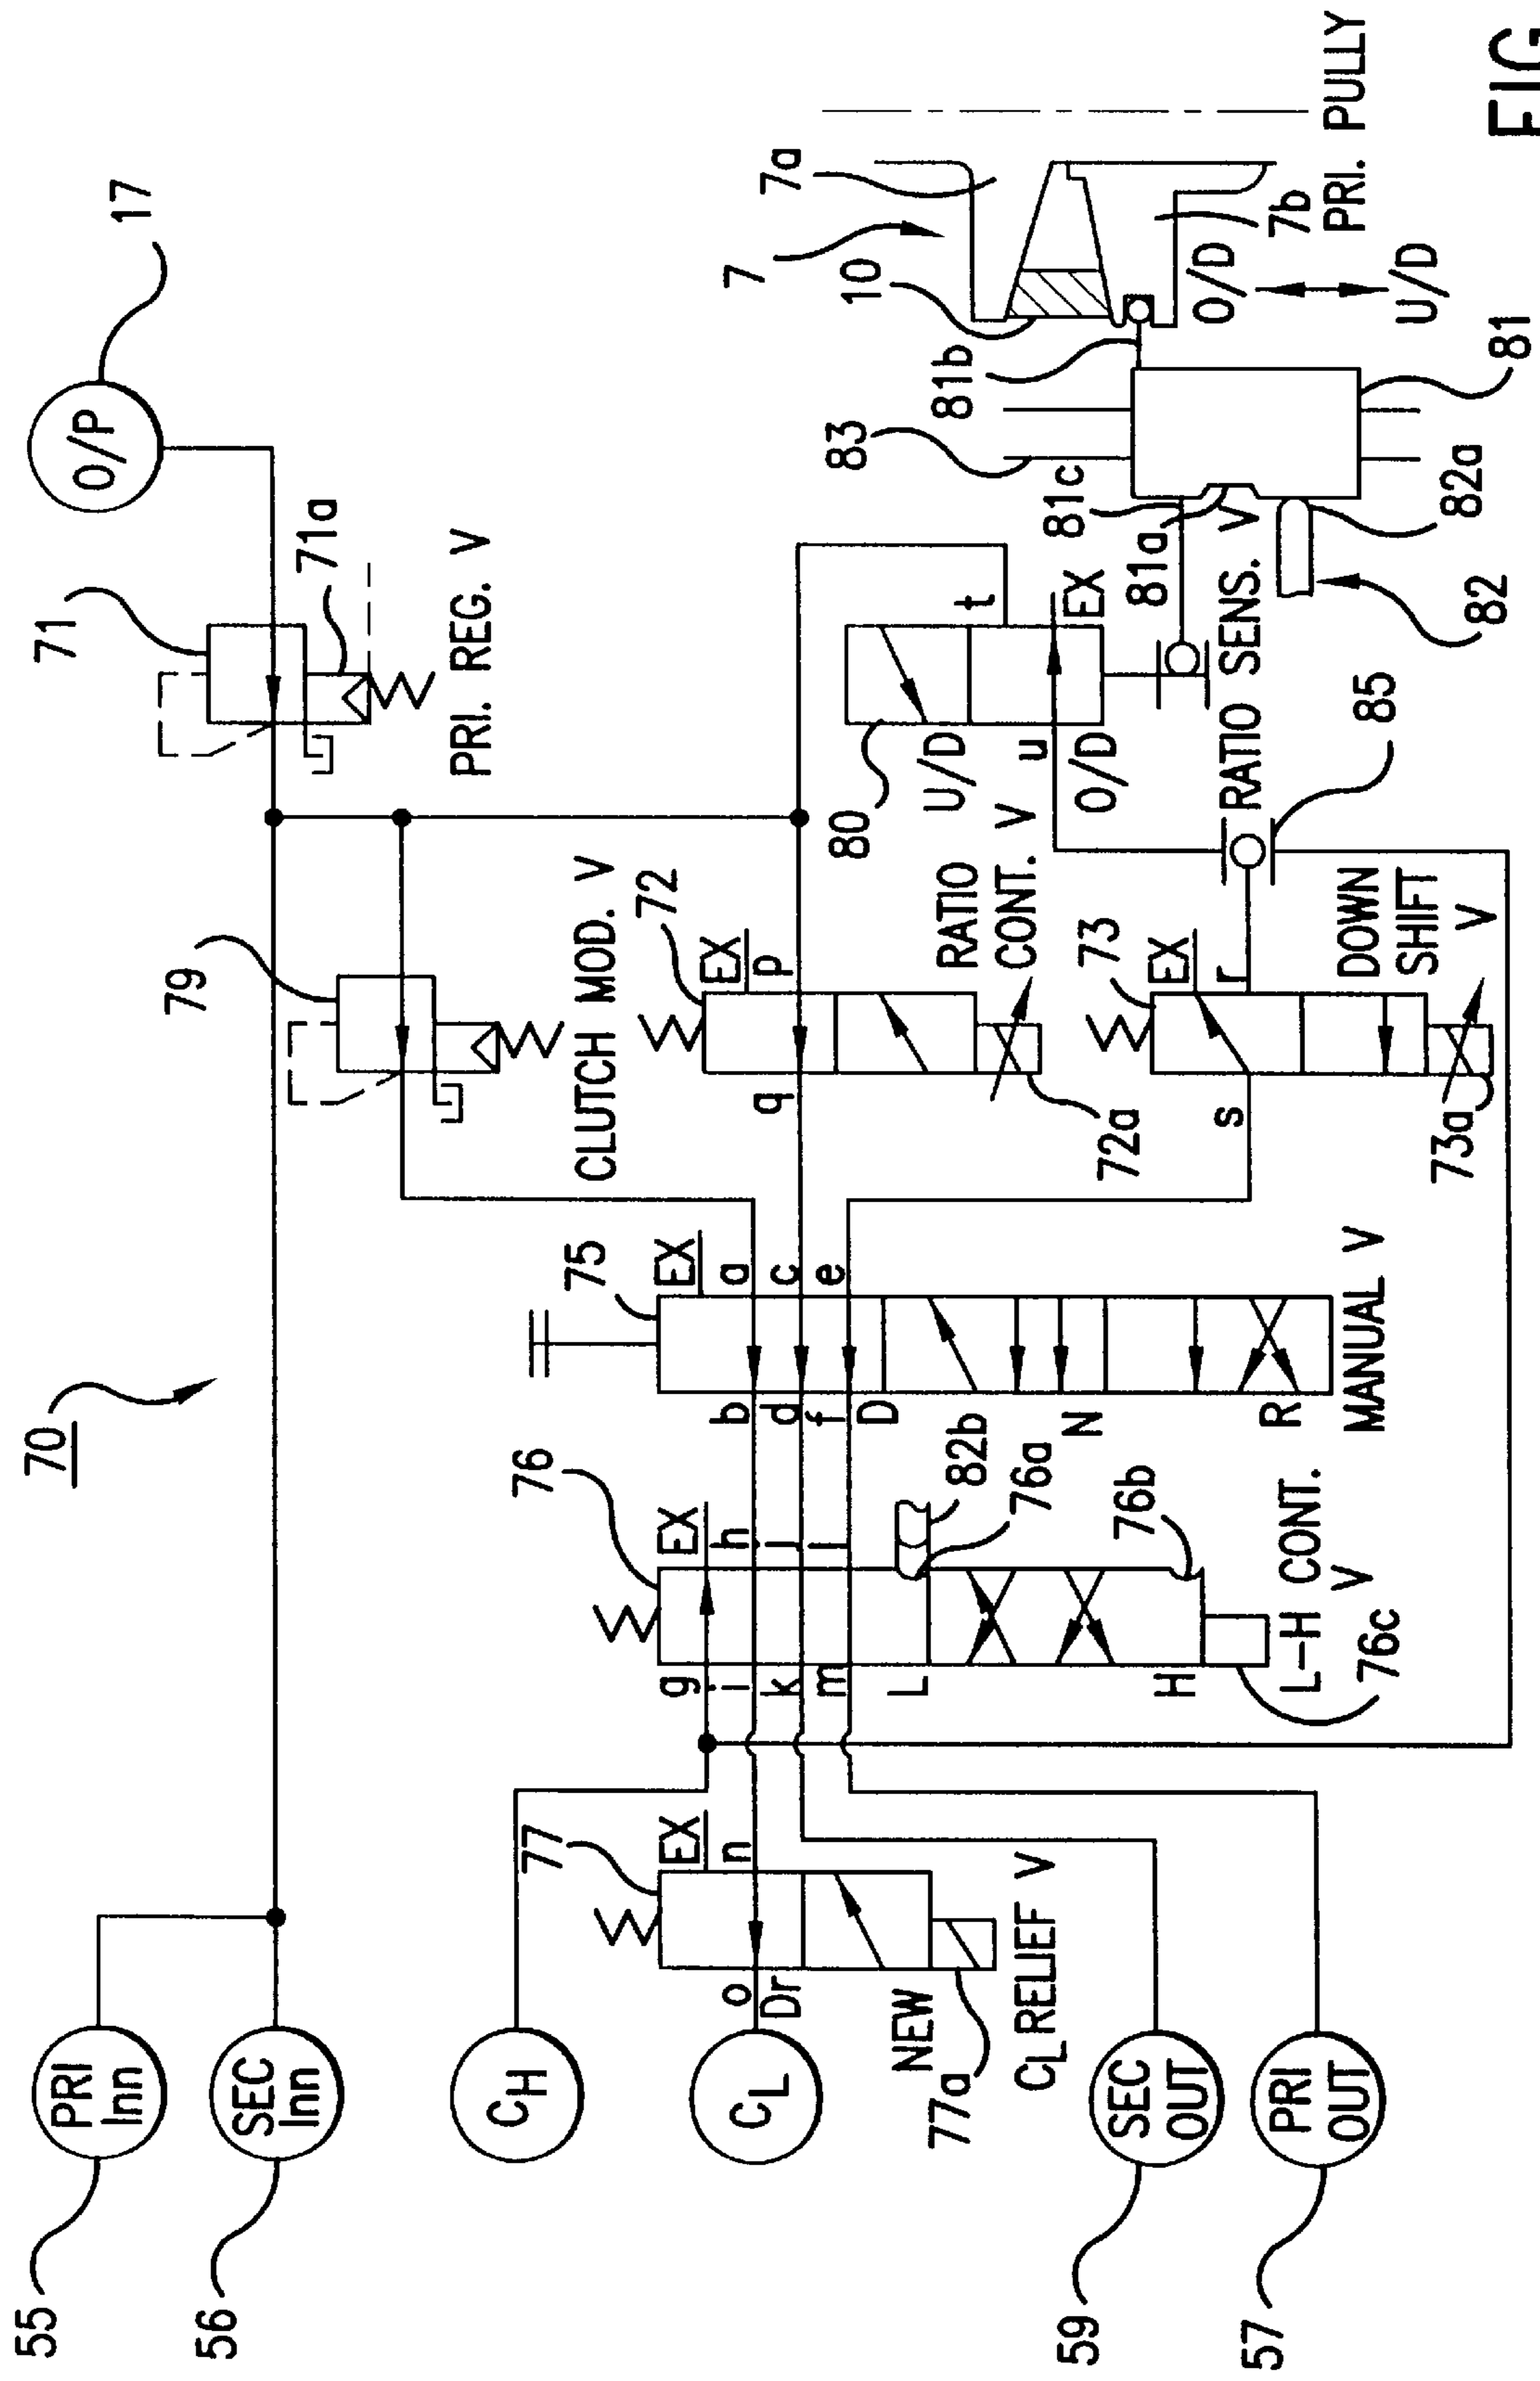 70
17
O/P
71
71a
PRI. REG. V
79
CLUTCH MOD. V
55
PRI
Inn
56
SEC
Inn
CH
CL
77
EX
n
o
Dr
NEW
77a
CL RELIEF V
59
SEC
OUT
57
PRI
OUT
76
EX
g
h
i
j
k
l
m
L
H
82b
76a
76b
76c
L-H CONT.
V
75
EX
a
b
c
d
e
f
D
N
R
MANUAL V
72
EX
p
q
72a
RATIO
CONT. V
73
EX
r
s
73a
DOWN
SHIFT
V
80
U/D
t
u
EX
O/D
RATIO SENS. V
85
83
81b
81c
81a
82a
82
81
7
7a
10
7b
O/D
U/D
PRI. PULLY
FIG